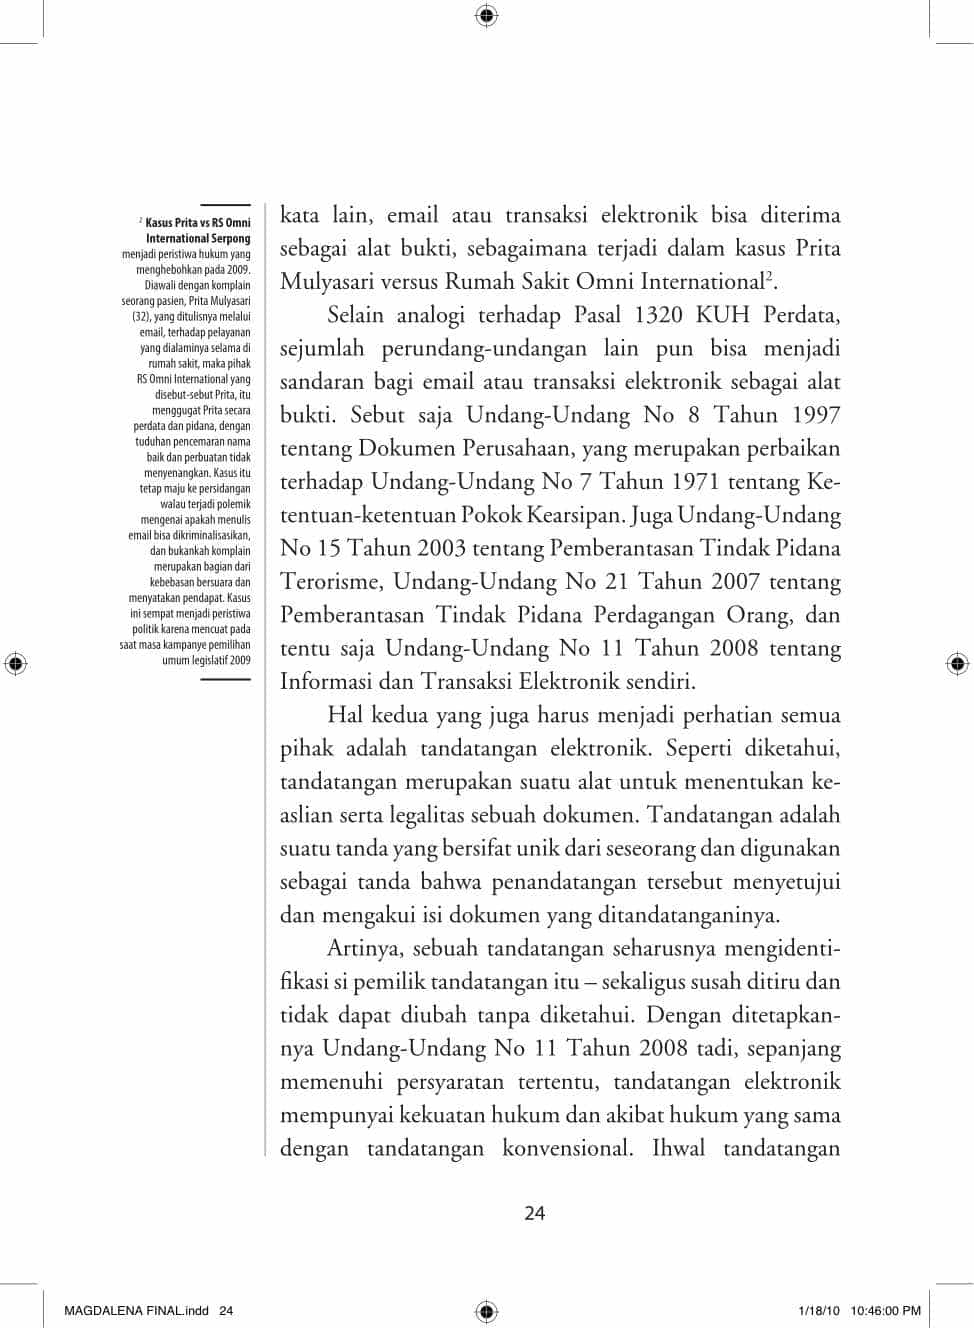 ² Kasus Prita vs RS Omni
International Serpong
menjadi peristiwa hukum yang
menghebohkan pada 2009.
Diawali dengan komplain
seorang pasien, Prita Mulyasari
(32), yang ditulisnya melalui
email, terhadap pelayanan
yang dialaminya selama di
rumah sakit, maka pihak
RS Omni International yang
disebut-sebut Prita, itu
menggugat Prita secara
perdata dan pidana, dengan
tuduhan pencemaran nama
baik dan perbuatan tidak
menyenangkan. Kasus itu
tetap maju ke persidangan
walau terjadi polemik
mengenai apakah menulis
email bisa dikriminalisasikan,
dan bukankah komplain
merupakan bagian dari
kebebasan bersuara dan
menyatakan pendapat. Kasus
ini sempat menjadi peristiwa
politik karena mencuat pada
saat masa kampanye pemilihan
umum legislatif 2009
kata lain, email atau transaksi elektronik bisa diterima
sebagai alat bukti, sebagaimana terjadi dalam kasus Prita
Mulyasari versus Rumah Sakit Omni International².
Selain analogi terhadap Pasal 1320 KUH Perdata,
sejumlah perundang-undangan lain pun bisa menjadi
sandaran bagi email atau transaksi elektronik sebagai alat
bukti. Sebut saja Undang-Undang No 8 Tahun 1997
tentang Dokumen Perusahaan, yang merupakan perbaikan
terhadap Undang-Undang No 7 Tahun 1971 tentang Ke-
tentuan-ketentuan Pokok Kearsipan. Juga Undang-Undang
No 15 Tahun 2003 tentang Pemberantasan Tindak Pidana
Terorisme, Undang-Undang No 21 Tahun 2007 tentang
Pemberantasan Tindak Pidana Perdagangan Orang, dan
tentu saja Undang-Undang No 11 Tahun 2008 tentang
Informasi dan Transaksi Elektronik sendiri.
Hal kedua yang juga harus menjadi perhatian semua
pihak adalah tandatangan elektronik. Seperti diketahui,
tandatangan merupakan suatu alat untuk menentukan ke-
aslian serta legalitas sebuah dokumen. Tandatangan adalah
suatu tanda yang bersifat unik dari seseorang dan digunakan
sebagai tanda bahwa penandatangan tersebut menyetujui
dan mengakui isi dokumen yang ditandatanganinya.
Artinya, sebuah tandatangan seharusnya mengidenti-
fikasi si pemilik tandatangan itu – sekaligus susah ditiru dan
tidak dapat diubah tanpa diketahui. Dengan ditetapkan-
nya Undang-Undang No 11 Tahun 2008 tadi, sepanjang
memenuhi persyaratan tertentu, tandatangan elektronik
mempunyai kekuatan hukum dan akibat hukum yang sama
dengan tandatangan konvensional. Ihwal tandatangan
24
MAGDALENA FINAL.indd 24
1/18/10 10:46:00 PM